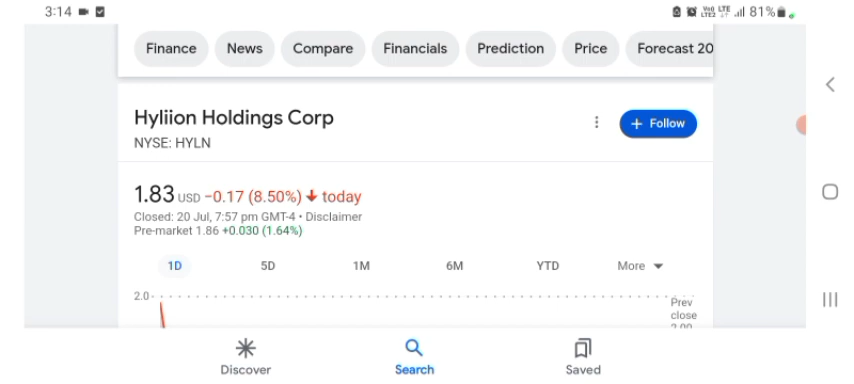 3:14 81%
Finance News Compare Financials Prediction Price Forecast 20
Hyliion Holdings Corp
+ Follow
NYSE: HYLN
1.83 USD −0.17 (8.50%) today
Closed: 20 Jul, 7:57 pm GMT-4 • Disclaimer
Pre-market 1.86 +0.030 (1.64%)
1D 5D 1M 6M YTD More
2.0
Prev
close
2.00
Discover Search Saved